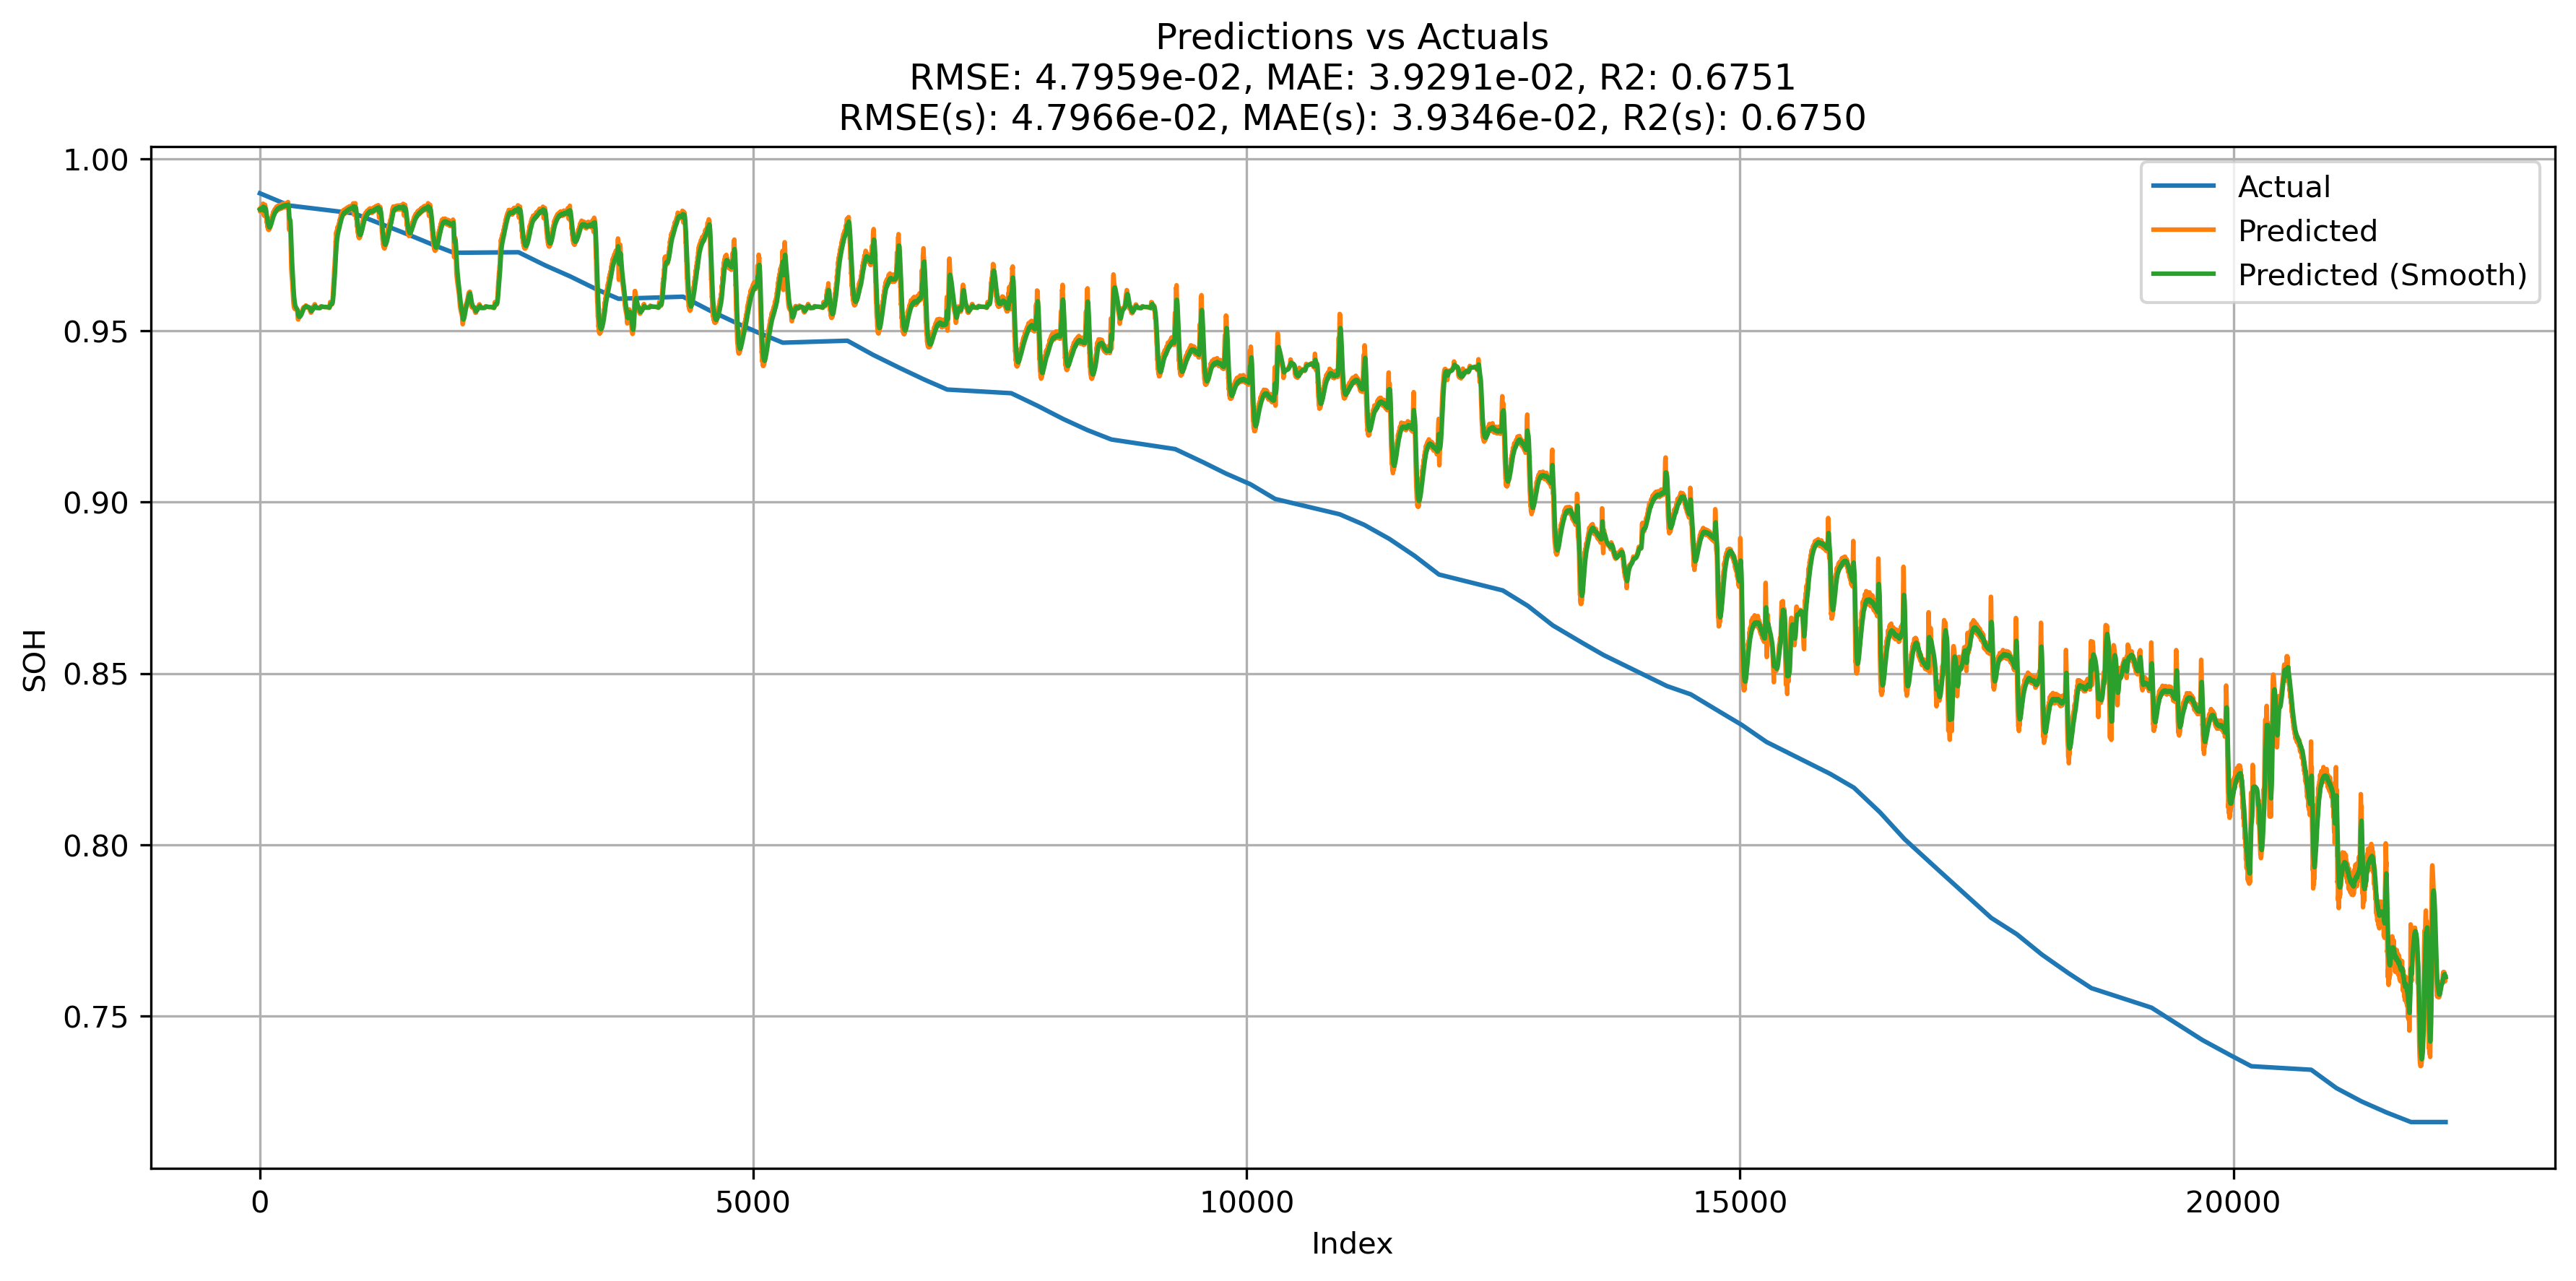 Predictions vs Actuals
RMSE: 4.7959e-02, MAE: 3.9291e-02, R2: 0.6751
RMSE(s): 4.7966e-02, MAE(s): 3.9346e-02, R2(s): 0.6750
Actual
Predicted
Predicted (Smooth)
1.00
0.95
0.90
0.85
0.80
0.75
SOH
0
5000
10000
15000
20000
Index